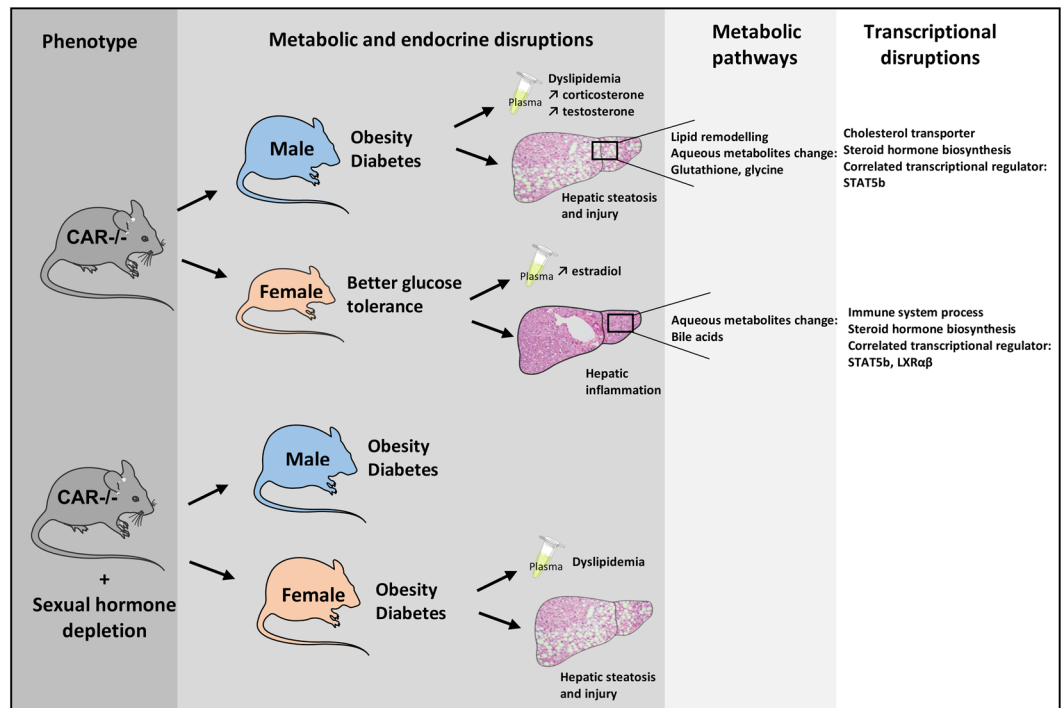 Phenotype
Metabolic and endocrine disruptions
Metabolic
pathways
Transcriptional
disruptions
CAR-/-
Male
Obesity
Diabetes
Plasma
Dyslipidemia
↗ corticosterone
↗ testosterone
Hepatic steatosis
and injury
Lipid remodelling
Aqueous metabolites change:
Glutathione, glycine
Cholesterol transporter
Steroid hormone biosynthesis
Correlated transcriptional regulator:
STAT5b
Female
Better glucose
tolerance
Plasma
↗ estradiol
Hepatic
inflammation
Aqueous metabolites change:
Bile acids
Immune system process
Steroid hormone biosynthesis
Correlated transcriptional regulator:
STAT5b, LXRαβ
CAR-/-
+
Sexual hormone
depletion
Male
Obesity
Diabetes
Female
Obesity
Diabetes
Plasma
Dyslipidemia
Hepatic steatosis
and injury